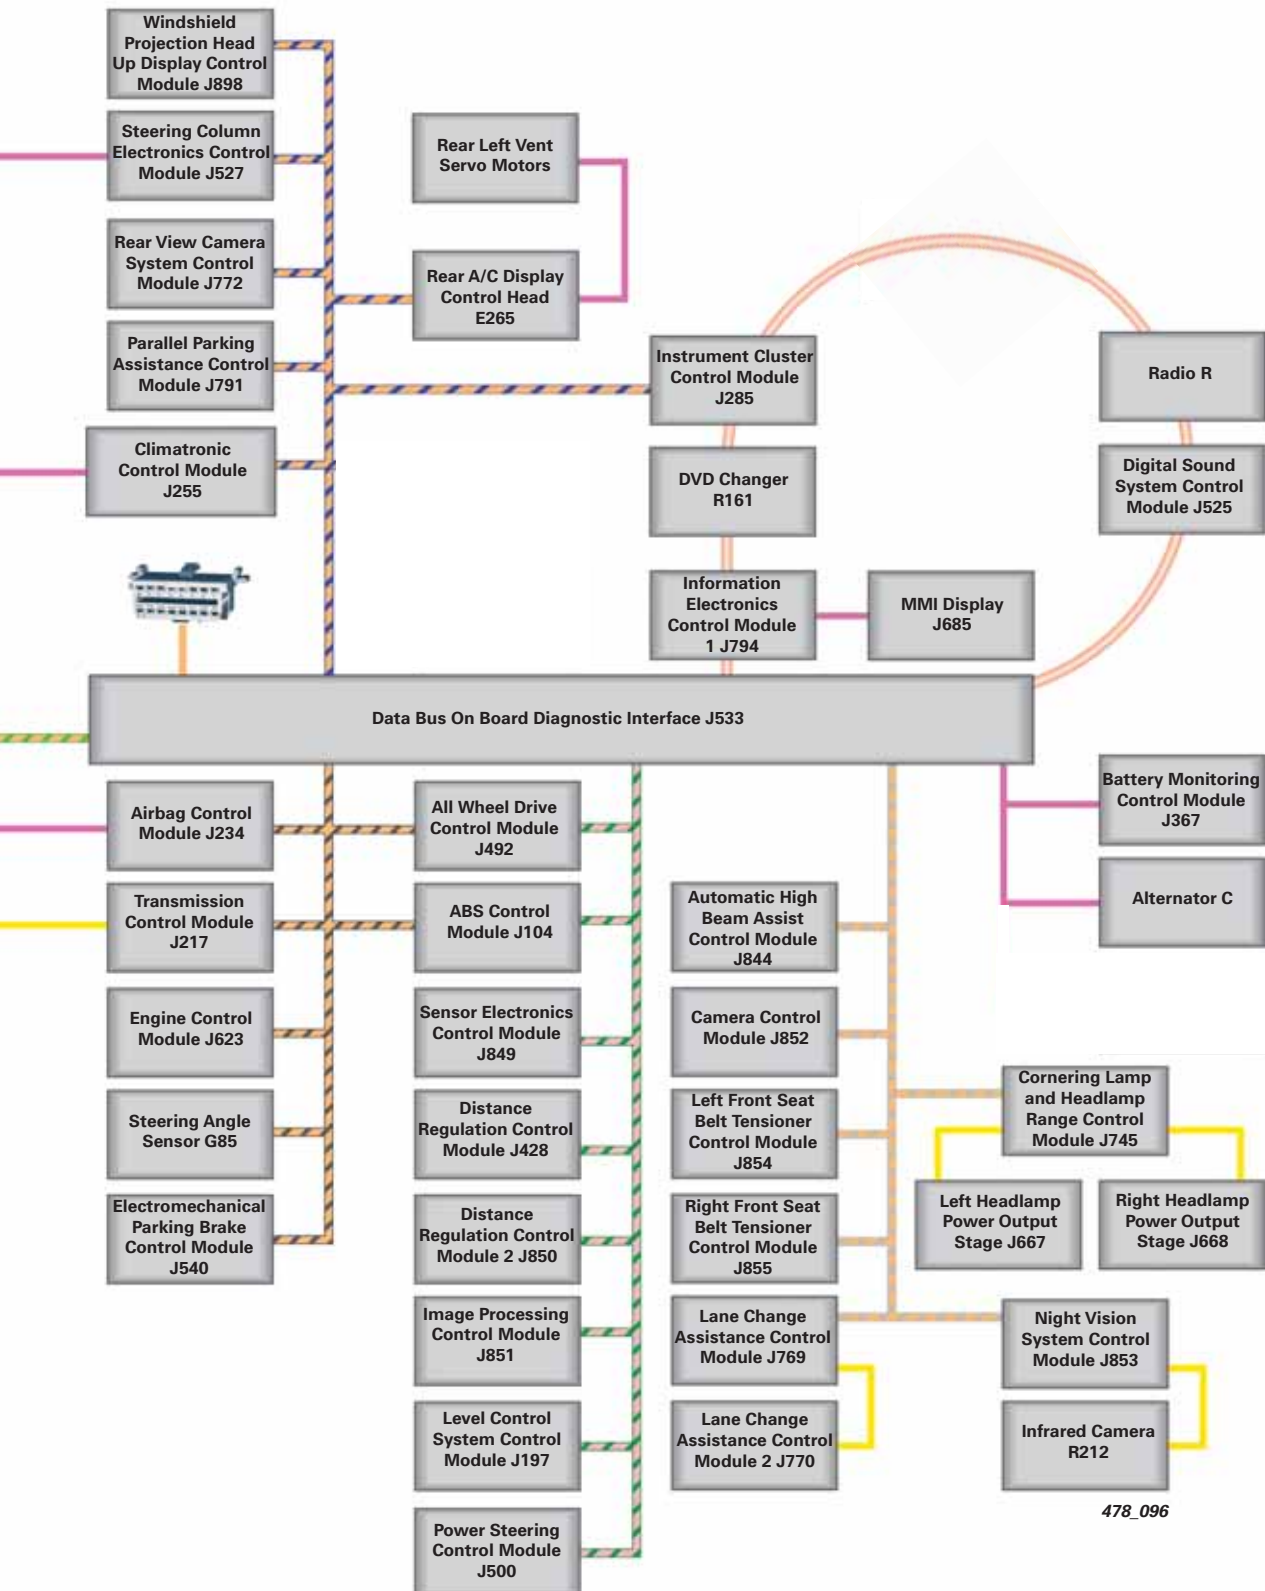 Windshield
Projection Head
Up Display Control
Module J898
Steering Column
Electronics Control
Module J527
Rear View Camera
System Control
Module J772
Parallel Parking
Assistance Control
Module J791
Climatronic
Control Module
J255
Rear Left Vent
Servo Motors
Rear A/C Display
Control Head
E265
Instrument Cluster
Control Module
J285
DVD Changer
R161
Information
Electronics
Control Module
1 J794
MMI Display
J685
Radio R
Digital Sound
System Control
Module J525
Data Bus On Board Diagnostic Interface J533
Airbag Control
Module J234
Transmission
Control Module
J217
Engine Control
Module J623
Steering Angle
Sensor G85
Electromechanical
Parking Brake
Control Module
J540
All Wheel Drive
Control Module
J492
ABS Control
Module J104
Sensor Electronics
Control Module
J849
Distance
Regulation Control
Module J428
Distance
Regulation Control
Module 2 J850
Image Processing
Control Module
J851
Level Control
System Control
Module J197
Power Steering
Control Module
J500
Automatic High
Beam Assist
Control Module
J844
Camera Control
Module J852
Left Front Seat
Belt Tensioner
Control Module
J854
Right Front Seat
Belt Tensioner
Control Module
J855
Lane Change
Assistance Control
Module J769
Lane Change
Assistance Control
Module 2 J770
Battery Monitoring
Control Module
J367
Alternator C
Cornering Lamp
and Headlamp
Range Control
Module J745
Left Headlamp
Power Output
Stage J667
Right Headlamp
Power Output
Stage J668
Night Vision
System Control
Module J853
Infrared Camera
R212
478_096